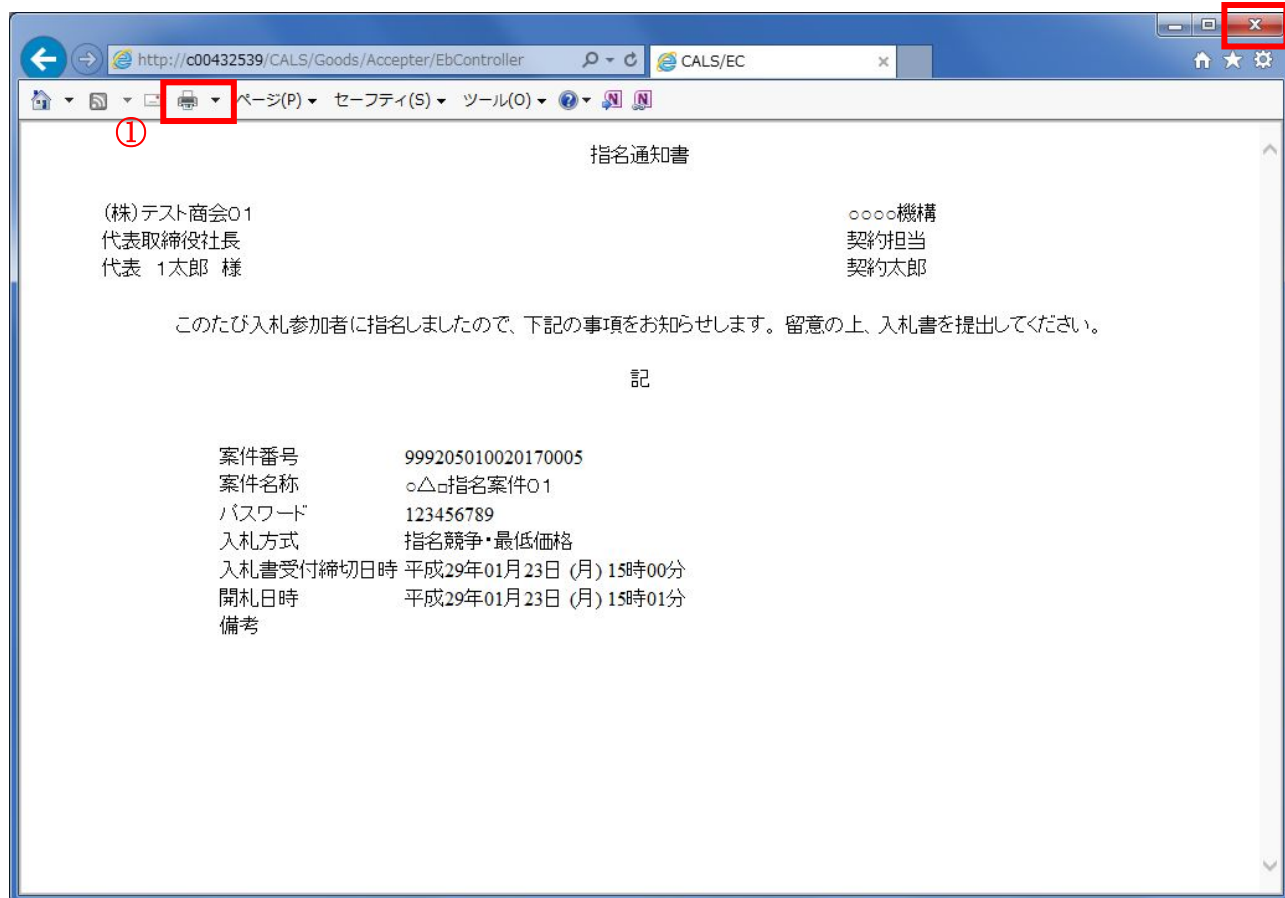 http://c00432539/CALS/Goods/Accepter/EbController
CALS/EC
ページ(P) セーフティ(S) ツール(O)
①
指名通知書
(株)テスト商会01 ○○○○機構
代表取締役社長 契約担当
代表 1太郎 様 契約太郎
このたび入札参加者に指名しましたので、下記の事項をお知らせします。留意の上、入札書を提出してください。
記
案件番号 999205010020170005
案件名称 ○△□指名案件01
パスワード 123456789
入札方式 指名競争・最低価格
入札書受付締切日時 平成29年01月23日 (月) 15時00分
開札日時 平成29年01月23日 (月) 15時01分
備考